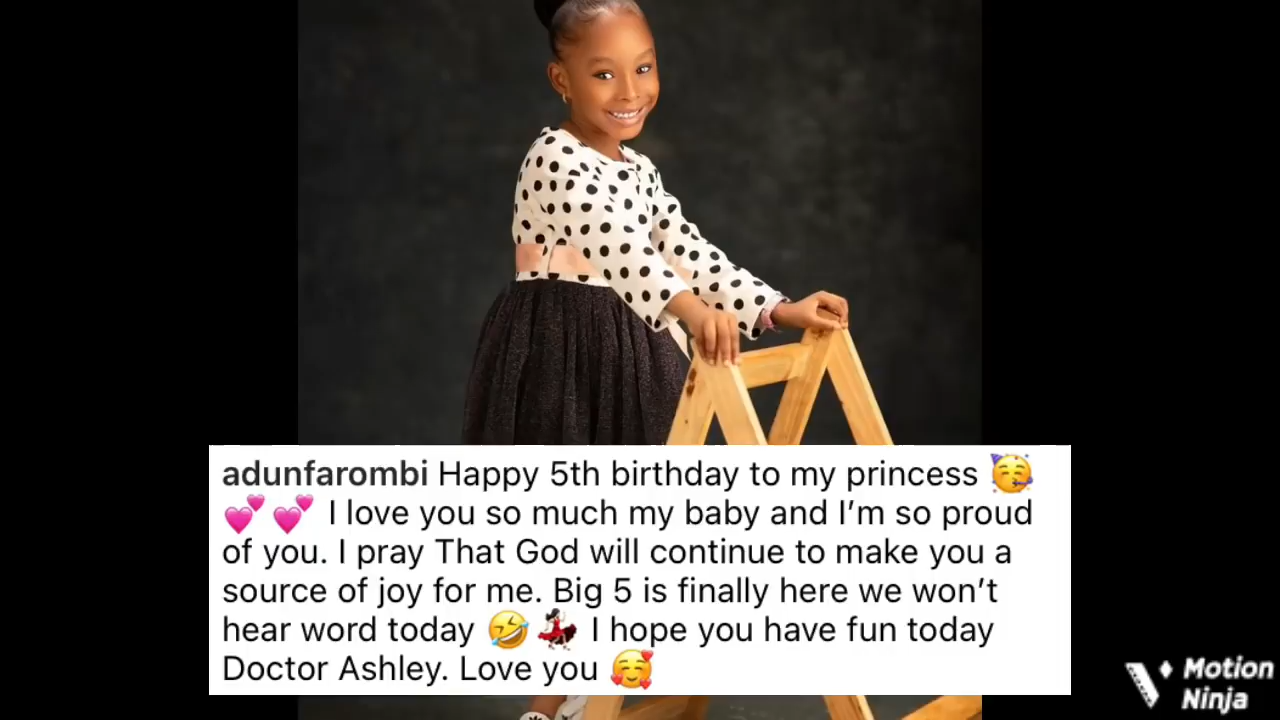 adunfarombi Happy 5th birthday to my princess 🥳
💕 💕 I love you so much my baby and I’m so proud
of you. I pray That God will continue to make you a
source of joy for me. Big 5 is finally here we won’t
hear word today 🤣 💃 I hope you have fun today
Doctor Ashley. Love you 🥰
Motion
Ninja